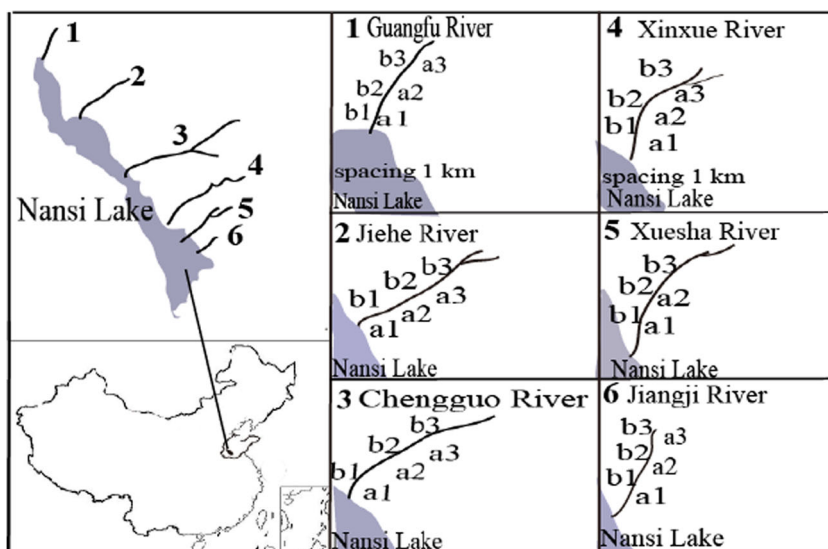 1
2
3
4
5
6
Nansi Lake
1 Guangfu River
b3 a3
b2 a2
b1 a1
spacing 1 km
Nansi Lake
2 Jiehe River
b1 b2 b3
a1 a2 a3
Nansi Lake
3 Chengguo River
b1 b2 b3
a1 a2 a3
Nansi Lake
4 Xinxue River
b3 a3
b2 a2
b1 a1
spacing 1 km
Nansi Lake
5 Xuesha River
b3
b2 a2
b1 a1
Nansi Lake
6 Jiangji River
b3 a3
b2 a2
b1 a1
Nansi Lake